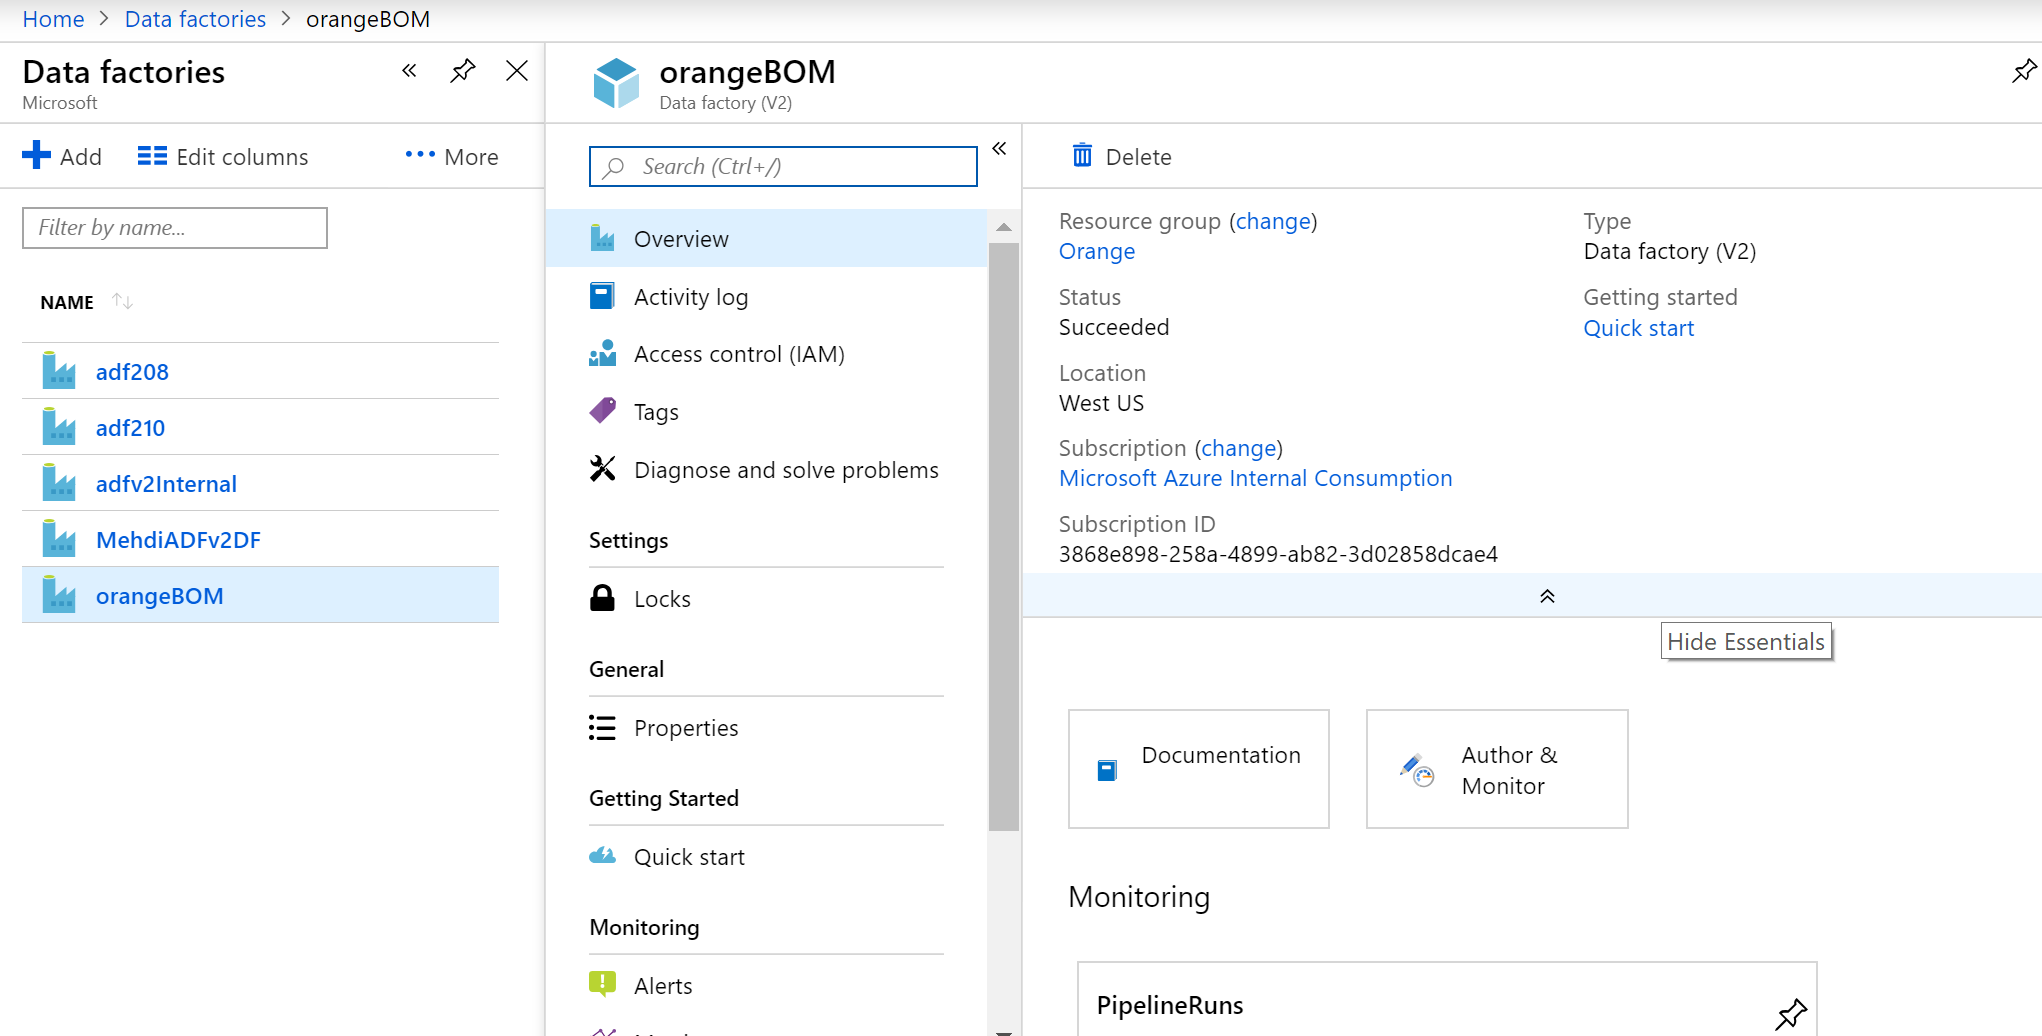 Home > Data factories > orangeBOM
Data factories
Microsoft
Add
Edit columns
More
Filter by name...
NAME
adf208
adf210
adfv2Internal
MehdiADFv2DF
orangeBOM
orangeBOM
Data factory (V2)
Search (Ctrl+/)
Overview
Activity log
Access control (IAM)
Tags
Diagnose and solve problems
Settings
Locks
General
Properties
Getting Started
Quick start
Monitoring
Alerts
Delete
Resource group (change)
Orange
Status
Succeeded
Location
West US
Subscription (change)
Microsoft Azure Internal Consumption
Subscription ID
3868e898-258a-4899-ab82-3d02858dcae4
Type
Data factory (V2)
Getting started
Quick start
Hide Essentials
Documentation
Author &
Monitor
Monitoring
PipelineRuns